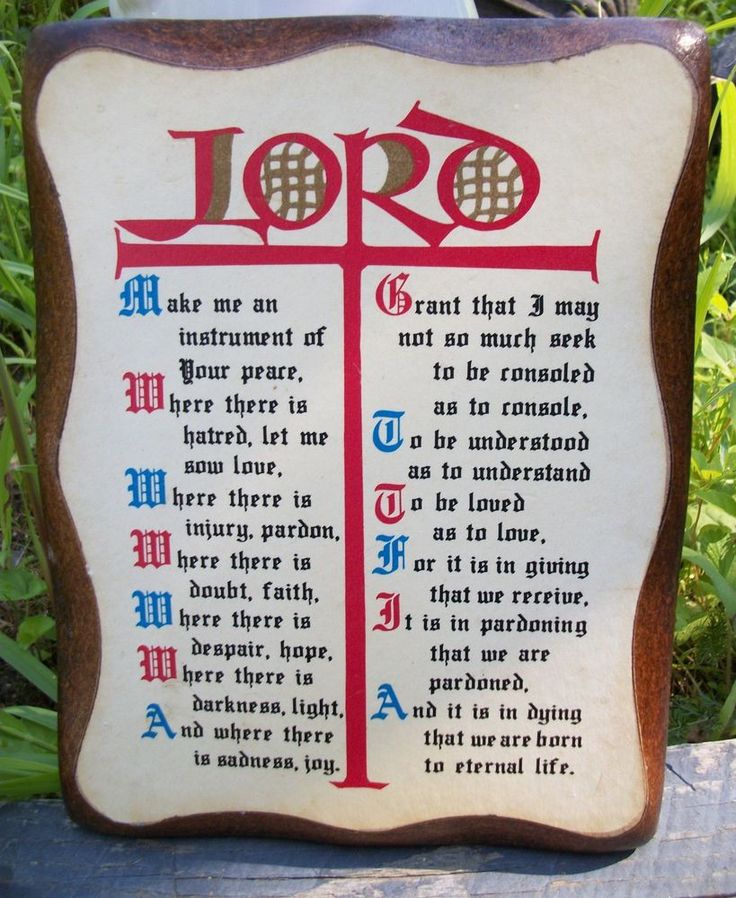 LORD
Make me an
instrument of
Your peace,
Where there is
hatred, let me
sow love,
Where there is
injury, pardon,
Where there is
doubt, faith,
Where there is
despair, hope,
Where there is
darkness, light,
And where there
is sadness, joy.
Grant that I may
not so much seek
to be consoled
as to console,
To be understood
as to understand
To be loved
as to love,
For it is in giving
that we receive,
It is in pardoning
that we are
pardoned,
And it is in dying
that we are born
to eternal life.